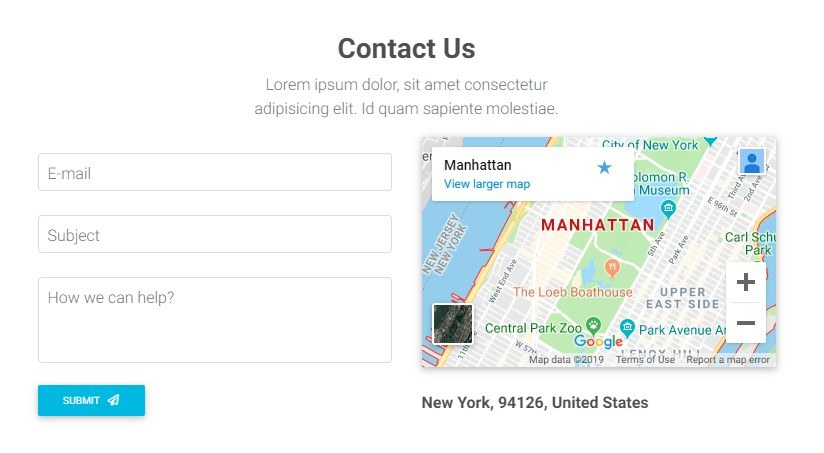 Contact Us
Lorem ipsum dolor, sit amet consectetur
adipisicing elit. Id quam sapiente molestiae.
E-mail
Subject
How we can help?
SUBMIT
City of New York
Manhattan
View larger map
olomon R.
Museum
MANHATTAN
Third A
2nd Ave
E 96th St
5th Ave
Park Ave
Carl Schu
Park
NEW JERSEY
NEW YORK
West End Ave
The Loeb Boathouse
UPPER
EAST SIDE
Central Park Zoo
Park Avenue Ar
11th
W 57th
Google
LENOX HILL
Map data ©2019
Terms of Use
Report a map error
New York, 94126, United States